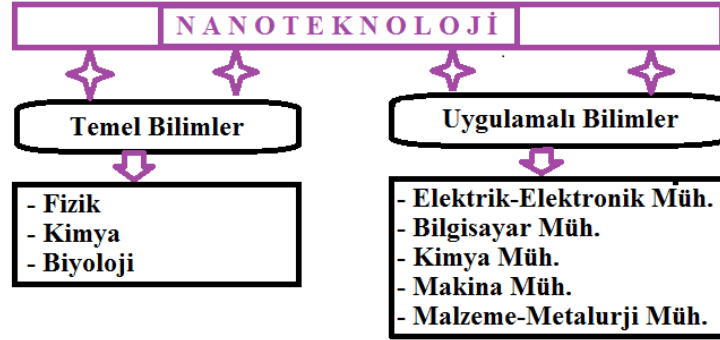 NANOTEKNOLOJİ
Temel Bilimler
- Fizik
- Kimya
- Biyoloji
Uygulamalı Bilimler
- Elektrik-Elektronik Müh.
- Bilgisayar Müh.
- Kimya Müh.
- Makina Müh.
- Malzeme-Metalurji Müh.